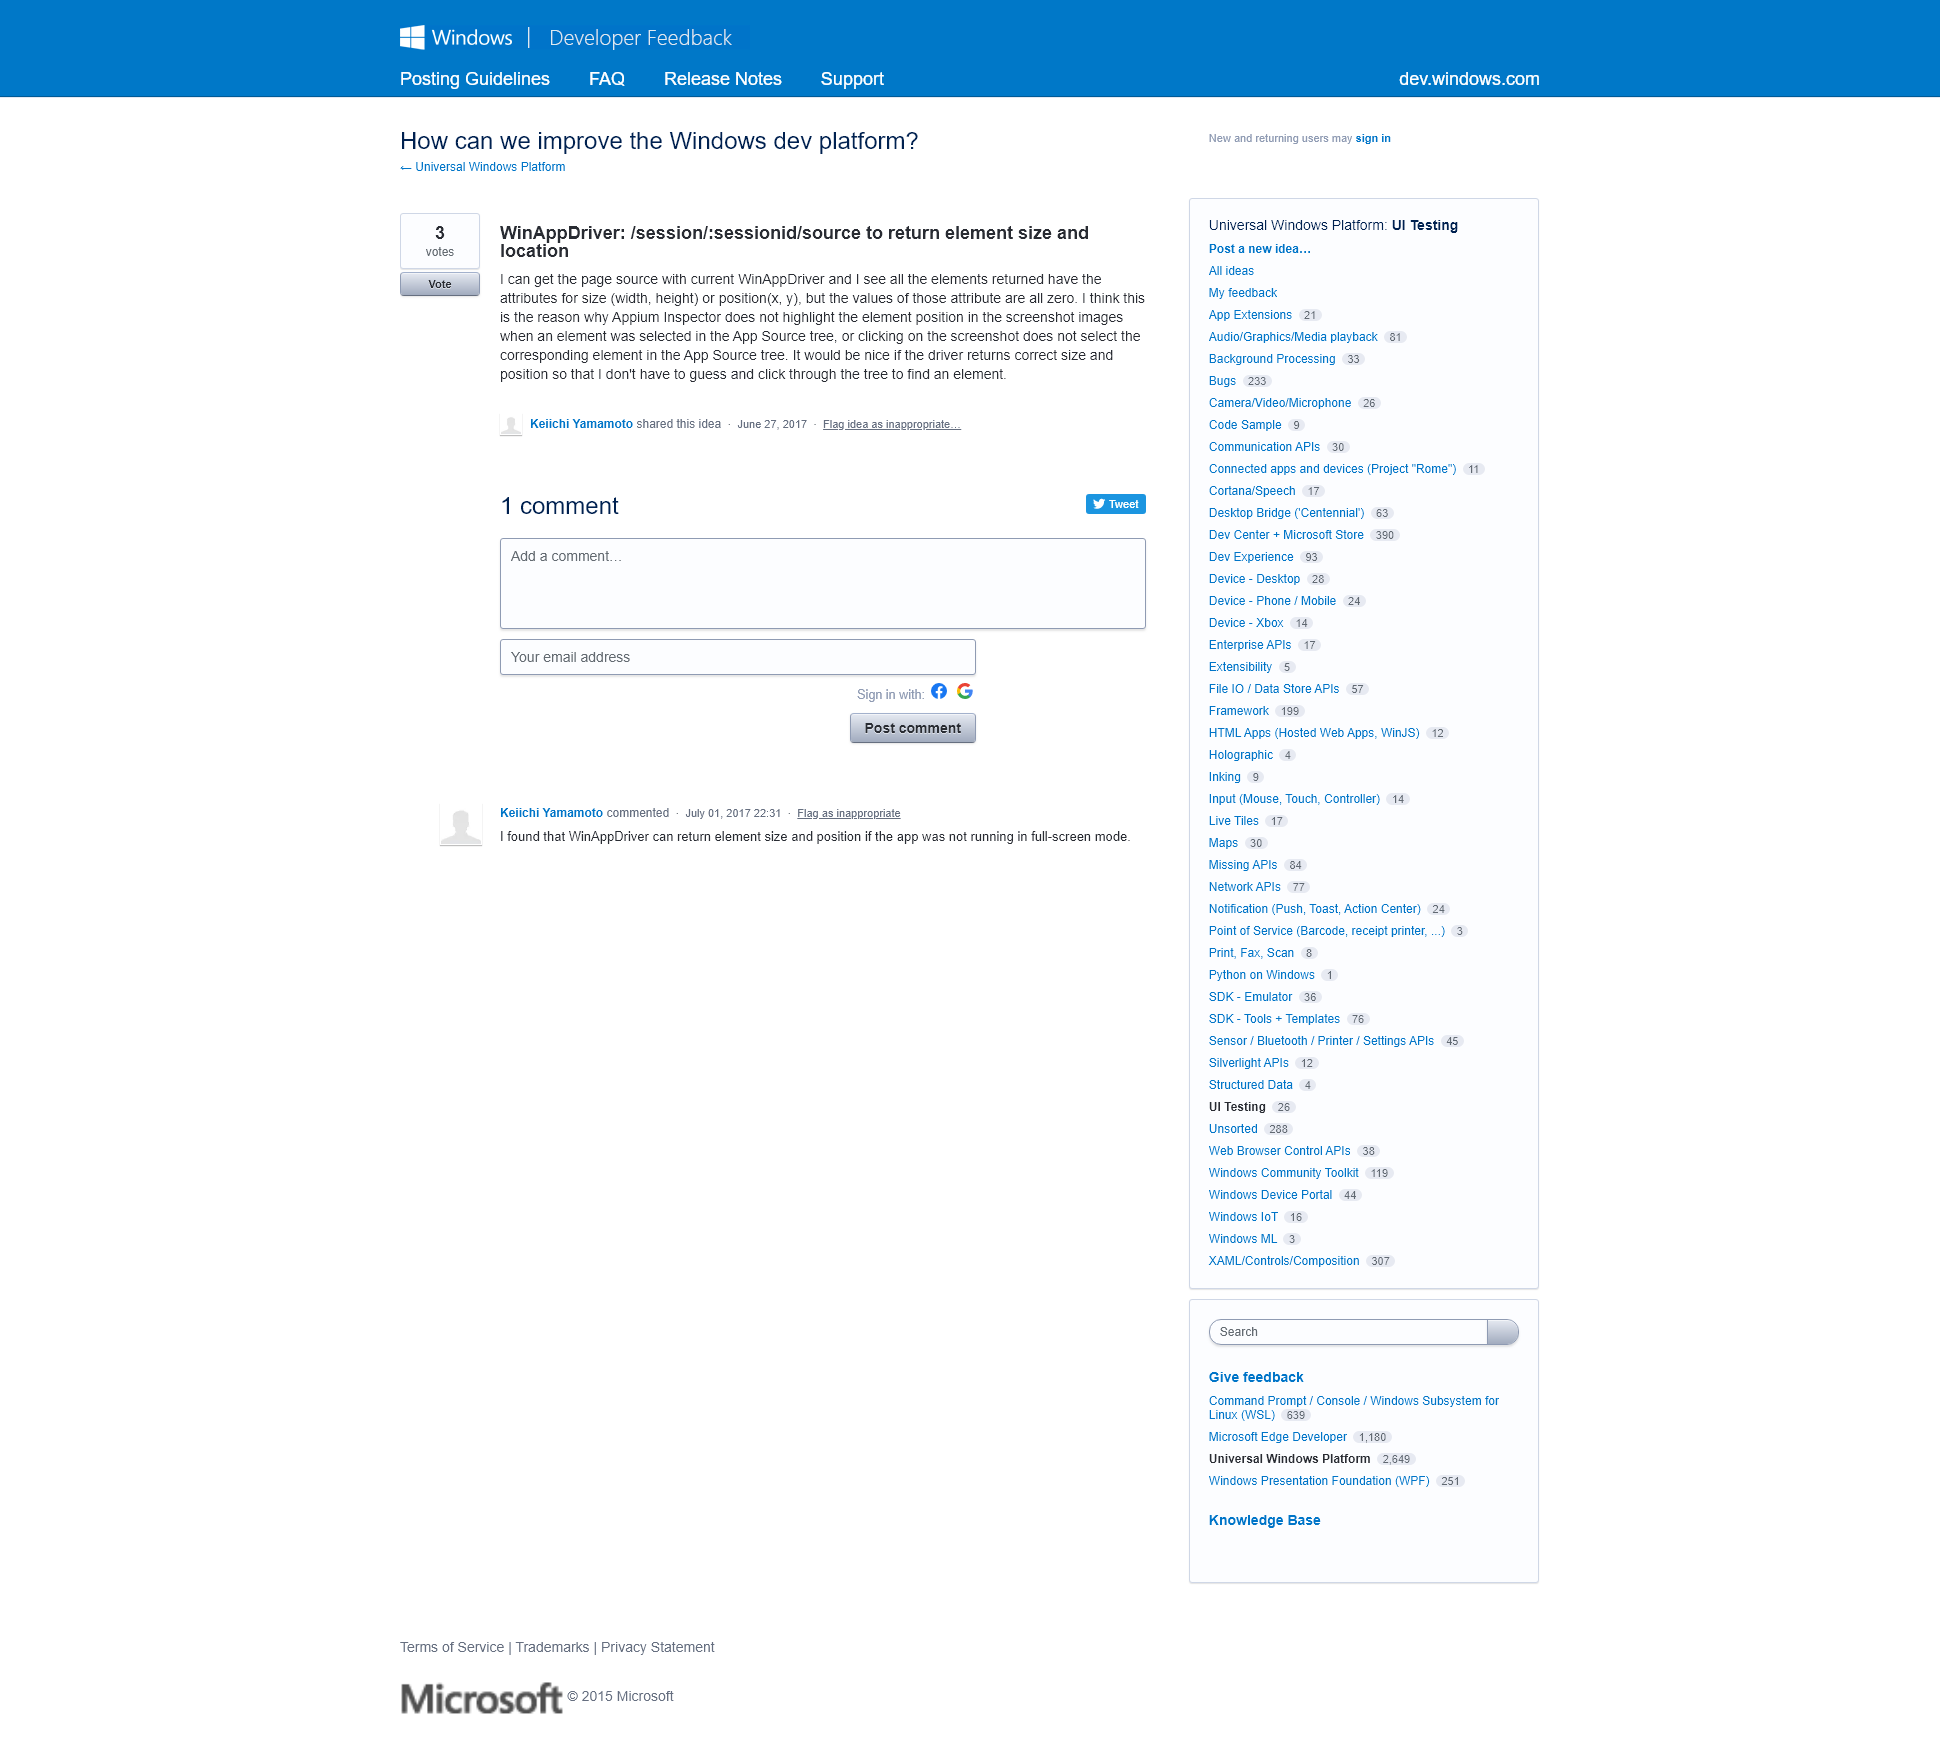 Windows | Developer Feedback
Posting Guidelines FAQ Release Notes Support dev.windows.com
How can we improve the Windows dev platform?
← Universal Windows Platform
New and returning users may sign in
3
votes
Vote
WinAppDriver: /session/:sessionid/source to return element size and
location
I can get the page source with current WinAppDriver and I see all the elements returned have the
attributes for size (width, height) or position(x, y), but the values of those attribute are all zero. I think this
is the reason why Appium Inspector does not highlight the element position in the screenshot images
when an element was selected in the App Source tree, or clicking on the screenshot does not select the
corresponding element in the App Source tree. It would be nice if the driver returns correct size and
position so that I don't have to guess and click through the tree to find an element.
Keiichi Yamamoto shared this idea · June 27, 2017 · Flag idea as inappropriate…
1 comment
Tweet
Add a comment…
Your email address
Sign in with:
Post comment
Keiichi Yamamoto commented · July 01, 2017 22:31 · Flag as inappropriate
I found that WinAppDriver can return element size and position if the app was not running in full-screen mode.
Universal Windows Platform: UI Testing
Post a new idea…
All ideas
My feedback
App Extensions 21
Audio/Graphics/Media playback 81
Background Processing 33
Bugs 233
Camera/Video/Microphone 26
Code Sample 9
Communication APIs 30
Connected apps and devices (Project "Rome") 11
Cortana/Speech 17
Desktop Bridge ('Centennial') 63
Dev Center + Microsoft Store 390
Dev Experience 93
Device - Desktop 28
Device - Phone / Mobile 24
Device - Xbox 14
Enterprise APIs 17
Extensibility 5
File IO / Data Store APIs 57
Framework 199
HTML Apps (Hosted Web Apps, WinJS) 12
Holographic 4
Inking 9
Input (Mouse, Touch, Controller) 14
Live Tiles 17
Maps 30
Missing APIs 84
Network APIs 77
Notification (Push, Toast, Action Center) 24
Point of Service (Barcode, receipt printer, ...) 3
Print, Fax, Scan 8
Python on Windows 1
SDK - Emulator 36
SDK - Tools + Templates 76
Sensor / Bluetooth / Printer / Settings APIs 45
Silverlight APIs 12
Structured Data 4
UI Testing 26
Unsorted 288
Web Browser Control APIs 38
Windows Community Toolkit 119
Windows Device Portal 44
Windows IoT 16
Windows ML 3
XAML/Controls/Composition 307
Search
Give feedback
Command Prompt / Console / Windows Subsystem for
Linux (WSL) 639
Microsoft Edge Developer 1,180
Universal Windows Platform 2,649
Windows Presentation Foundation (WPF) 251
Knowledge Base
Terms of Service | Trademarks | Privacy Statement
Microsoft © 2015 Microsoft